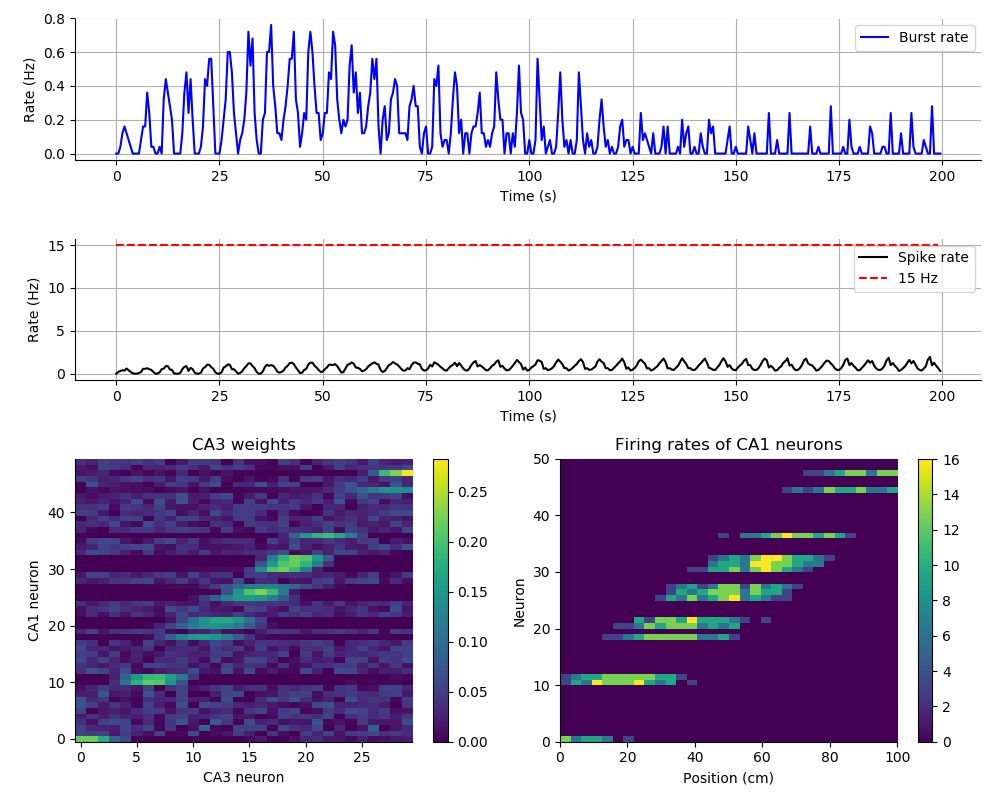 0.8
0.6
0.4
0.2
0.0
Rate (Hz)
Burst rate
0 25 50 75 100 125 150 175 200
Time (s)
15
10
5
0
Rate (Hz)
Spike rate
15 Hz
0 25 50 75 100 125 150 175 200
Time (s)
CA3 weights
40
30
20
10
0
CA1 neuron
0 5 10 15 20 25
CA3 neuron
0.25
0.20
0.15
0.10
0.05
0.00
Firing rates of CA1 neurons
50
40
30
20
10
0
Neuron
0 20 40 60 80 100
Position (cm)
16
14
12
10
8
6
4
2
0